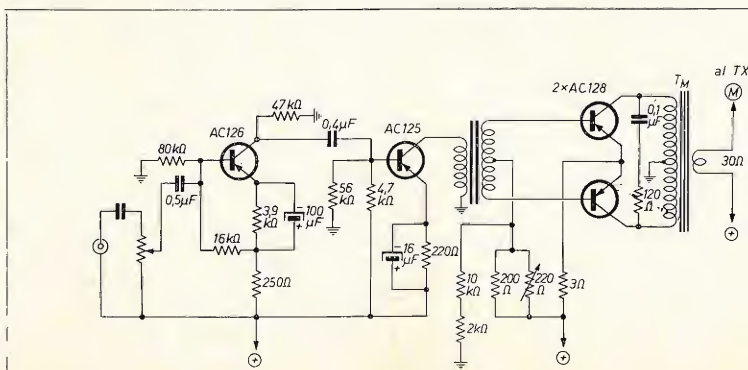 47kΩ
AC126
0,4µF
80kΩ
0,5µF
3,9
kΩ
−
100
µF
+
16kΩ
250Ω
+
56
kΩ
4,7
kΩ
AC125
−
16
µF
+
220Ω
10
kΩ
2kΩ
200
Ω
220
Ω
3Ω
+
2×AC128
0,1
µF
120
Ω
TM
al TX
M
30Ω
+